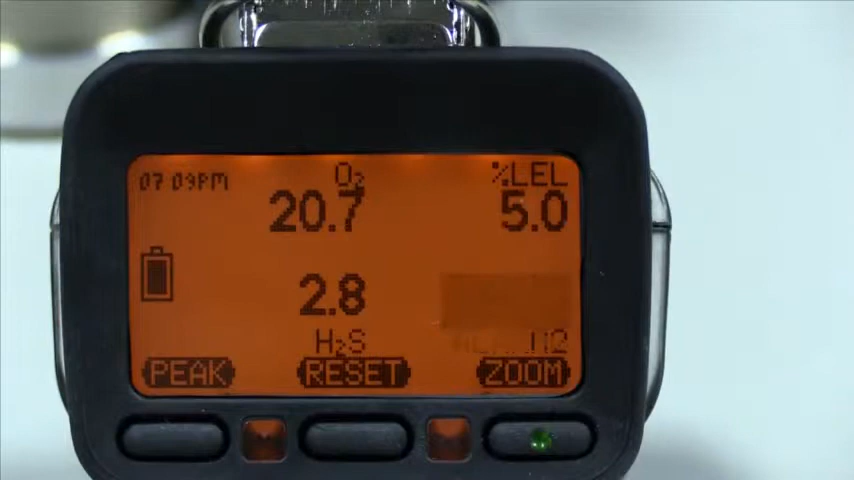 07 09PM O₂ %LEL
20.7 5.0
2.8
H₂S
PEAK RESET ZOOM